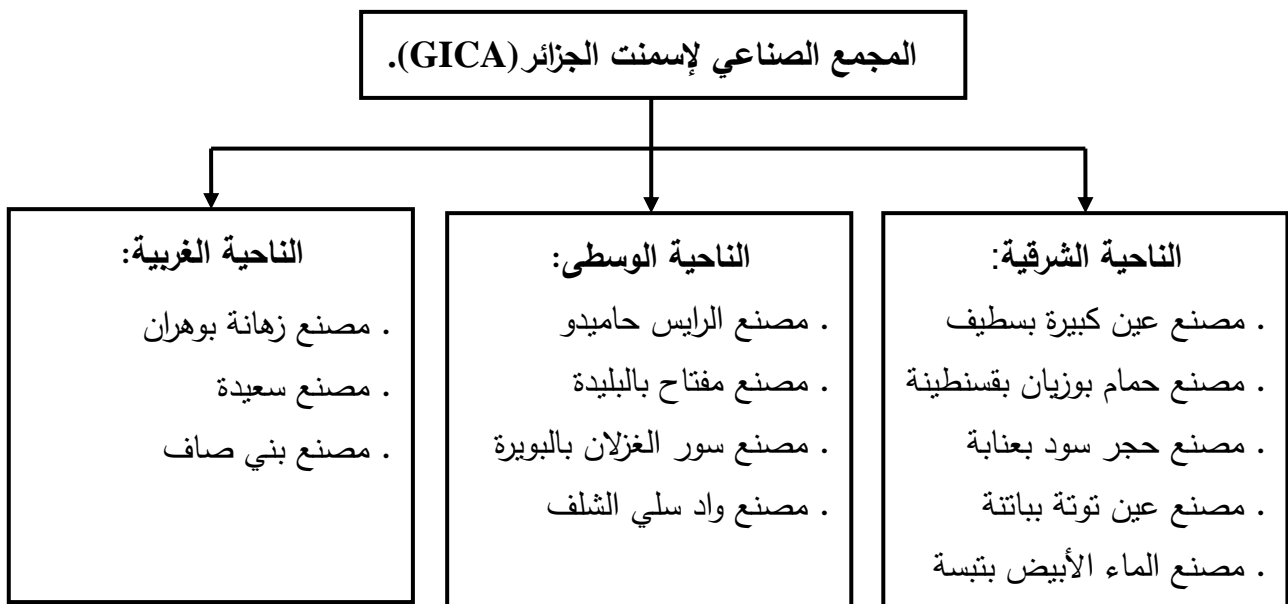 المجمع الصناعي لإسمنت الجزائر (GICA).
الناحية الشرقية:
. مصنع عين كبيرة بسطيف
. مصنع حمام بوزيان بقسنطينة
. مصنع حجر سود بعنابة
. مصنع عين توتة بباتنة
. مصنع الماء الأبيض بتبسة
الناحية الوسطى:
. مصنع الرايس حاميدو
. مصنع مفتاح بالبليدة
. مصنع سور الغزلان بالبويرة
. مصنع واد سلي الشلف
الناحية الغربية:
. مصنع زهانة بوهران
. مصنع سعيدة
. مصنع بني صاف